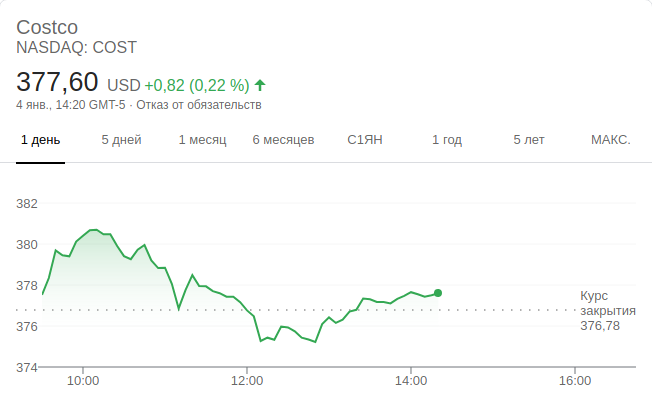 Costco
NASDAQ: COST
377,60 USD +0,82 (0,22 %)
4 янв., 14:20 GMT-5 · Отказ от обязательств
1 день 5 дней 1 месяц 6 месяцев С1ЯН 1 год 5 лет МАКС.
382
380
378
Курс
закрытия
376,78
376
374
10:00 12:00 14:00 16:00